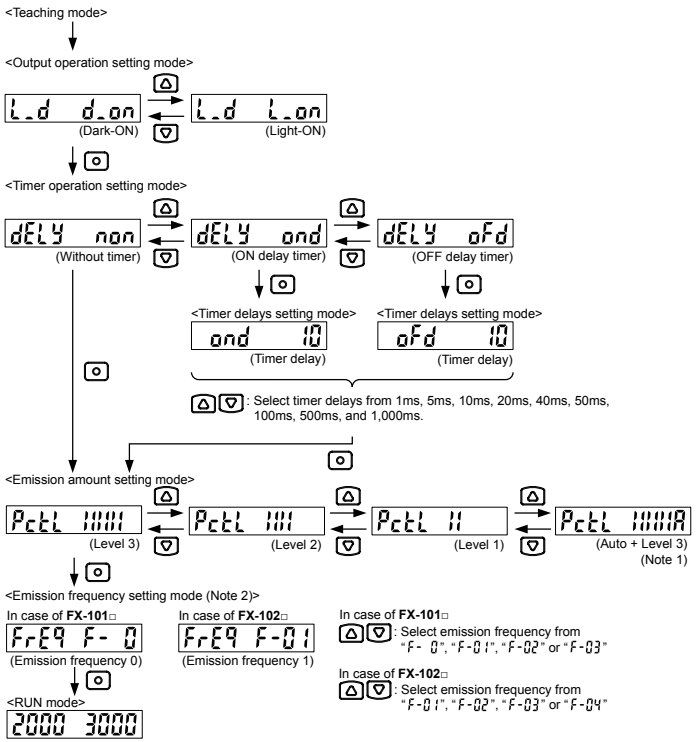 <Teaching mode>
<Output operation setting mode>
L_d d_on
(Dark-ON)
L_d L_on
(Light-ON)
<Timer operation setting mode>
dELY non
(Without timer)
dELY ond
(ON delay timer)
dELY oFd
(OFF delay timer)
<Timer delays setting mode>
ond 10
(Timer delay)
<Timer delays setting mode>
oFd 10
(Timer delay)
: Select timer delays from 1ms, 5ms, 10ms, 20ms, 40ms, 50ms,
100ms, 500ms, and 1,000ms.
<Emission amount setting mode>
PctL
(Level 3)
PctL
(Level 2)
PctL
(Level 1)
PctL A
(Auto + Level 3)
(Note 1)
<Emission frequency setting mode (Note 2)>
In case of FX-101□
FrEq F- 0
(Emission frequency 0)
In case of FX-102□
FrEq F-01
(Emission frequency 1)
In case of FX-101□
: Select emission frequency from
“F- 0”, “F-01”, “F-02” or “F-03”
In case of FX-102□
: Select emission frequency from
“F-01”, “F-02”, “F-03” or “F-04”
<RUN mode>
2000 3000